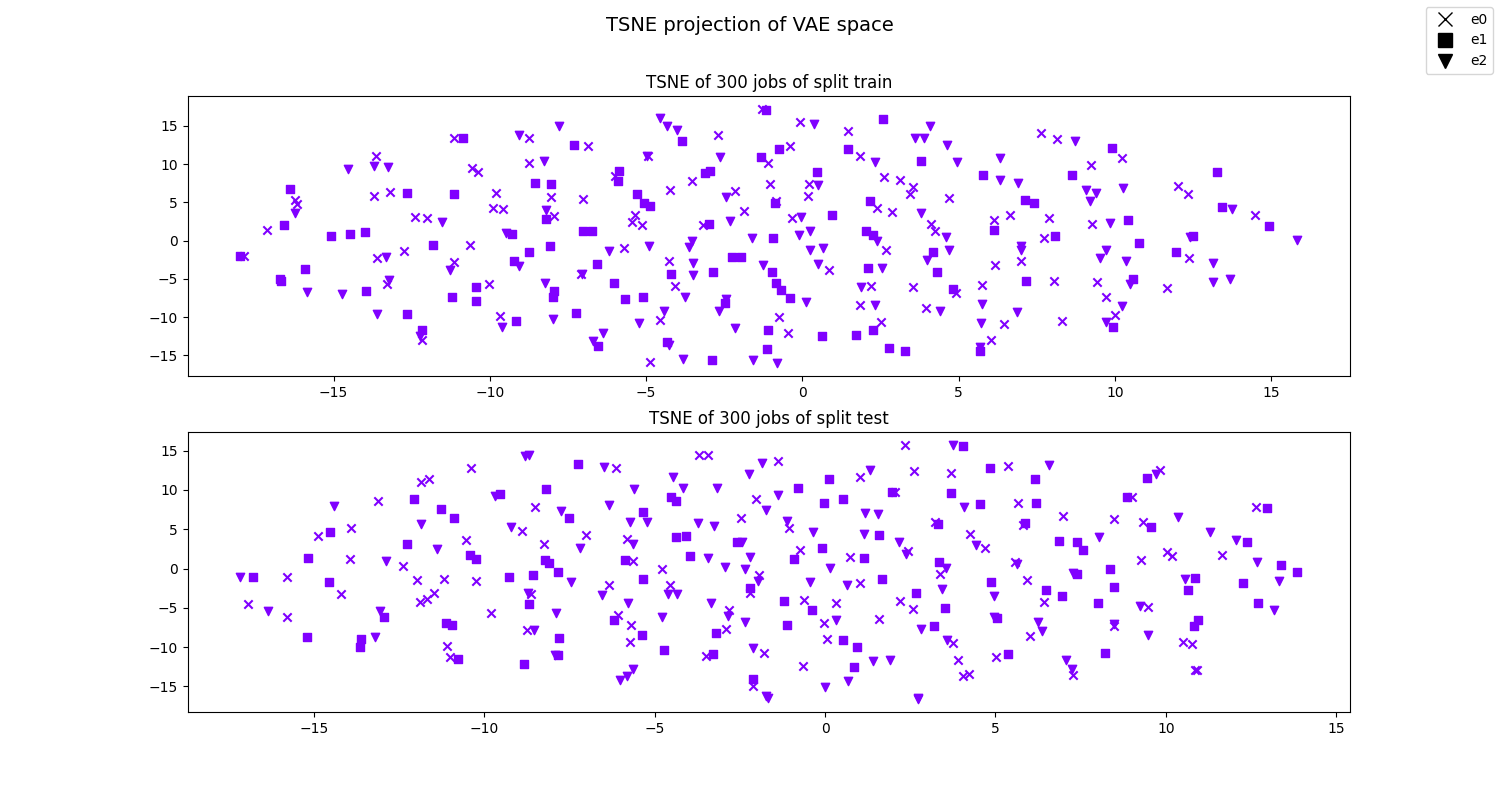 TSNE projection of VAE space
e0
e1
e2
TSNE of 300 jobs of split train
15
10
5
0
−5
−10
−15
−15 −10 −5 0 5 10 15
TSNE of 300 jobs of split test
15
10
5
0
−5
−10
−15
−15 −10 −5 0 5 10 15